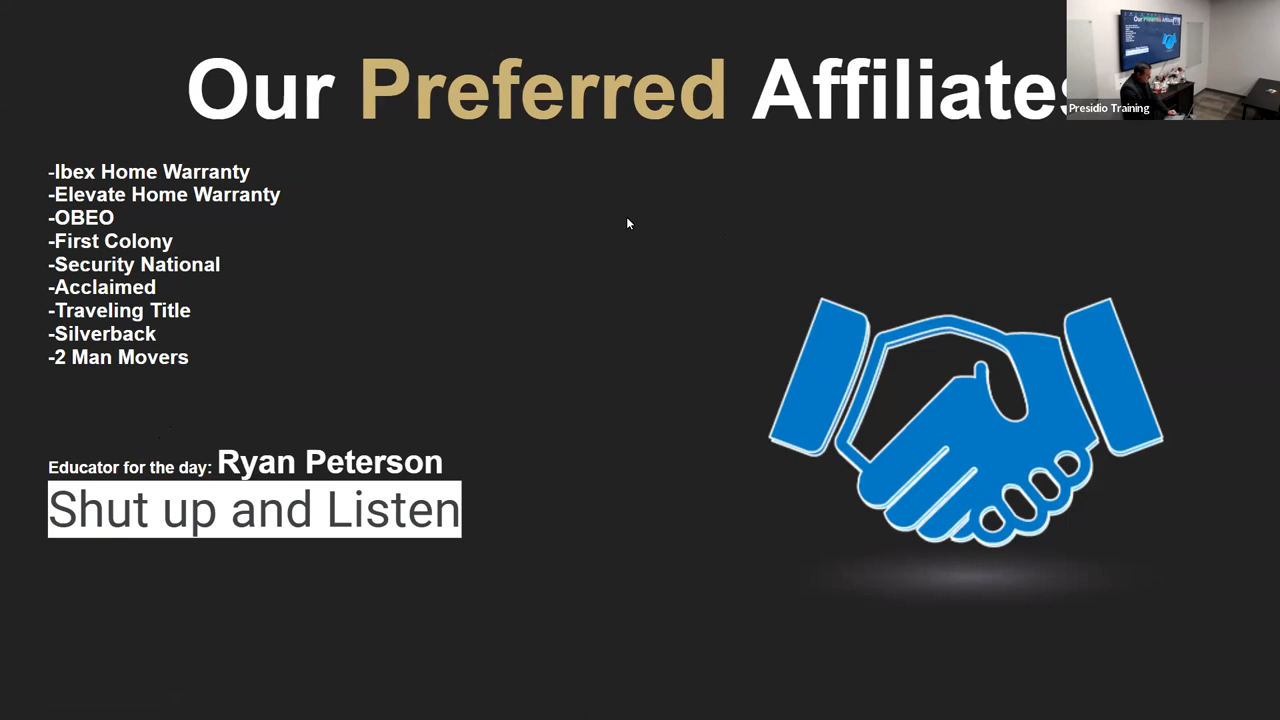 Our Preferred Affiliates
Presidio Training
-Ibex Home Warranty
-Elevate Home Warranty
-OBEO
-First Colony
-Security National
-Acclaimed
-Traveling Title
-Silverback
-2 Man Movers
Educator for the day: Ryan Peterson
Shut up and Listen